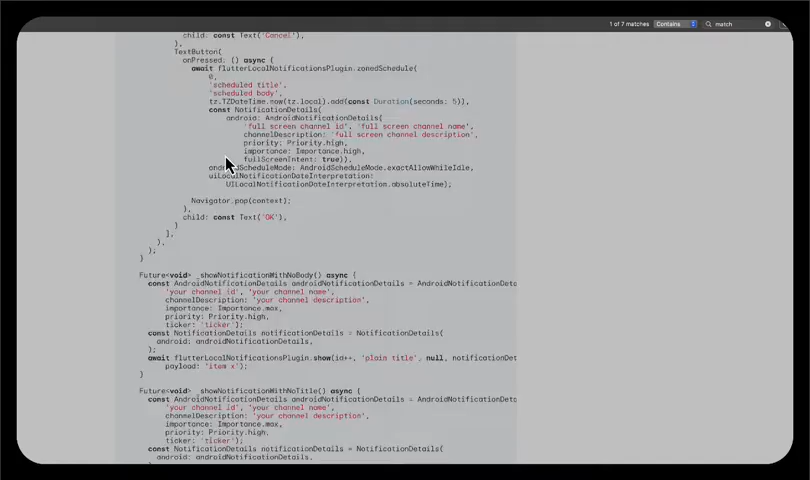 1 of 7 matches Contains match
child: const Text('Cancel'),
),
TextButton(
onPressed: () async {
await flutterLocalNotificationsPlugin.zonedSchedule(
0,
'scheduled title',
'scheduled body',
tz.TZDateTime.now(tz.local).add(const Duration(seconds: 5)),
const NotificationDetails(
android: AndroidNotificationDetails(
'full screen channel id', 'full screen channel name',
channelDescription: 'full screen channel description',
priority: Priority.high,
importance: Importance.high,
fullScreenIntent: true)),
androidScheduleMode: AndroidScheduleMode.exactAllowWhileIdle,
uiLocalNotificationDateInterpretation:
UILocalNotificationDateInterpretation.absoluteTime);
Navigator.pop(context);
},
child: const Text('OK'),
)
],
),
);
}
Future<void> _showNotificationWithNoBody() async {
const AndroidNotificationDetails androidNotificationDetails = AndroidNotificationDeta
'your channel id', 'your channel name',
channelDescription: 'your channel description',
importance: Importance.max,
priority: Priority.high,
ticker: 'ticker');
const NotificationDetails notificationDetails = NotificationDetails(
android: androidNotificationDetails,
);
await flutterLocalNotificationsPlugin.show(id++, 'plain title', null, notificationDet
payload: 'item x');
}
Future<void> _showNotificationWithNoTitle() async {
const AndroidNotificationDetails androidNotificationDetails = AndroidNotificationDeta
'your channel id', 'your channel name',
channelDescription: 'your channel description',
importance: Importance.max,
priority: Priority.high,
ticker: 'ticker');
const NotificationDetails notificationDetails = NotificationDetails(
android: androidNotificationDetails,